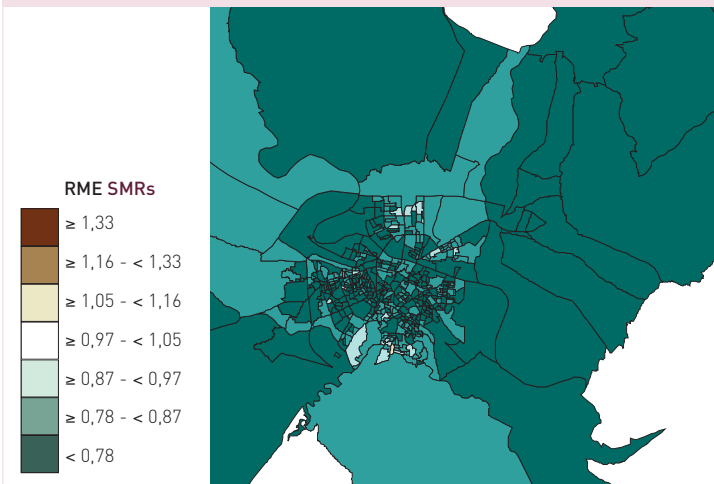 RME SMRs
≥ 1,33
≥ 1,16 - < 1,33
≥ 1,05 - < 1,16
≥ 0,97 - < 1,05
≥ 0,87 - < 0,97
≥ 0,78 - < 0,87
< 0,78